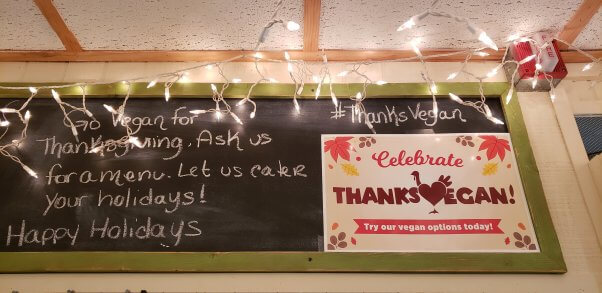 Go Vegan for
Thanksgiving. Ask us
for a menu. Let us cater
your holidays!
Happy Holidays
#ThanksVegan
Celebrate
THANKSVEGAN!
Try our vegan options today!